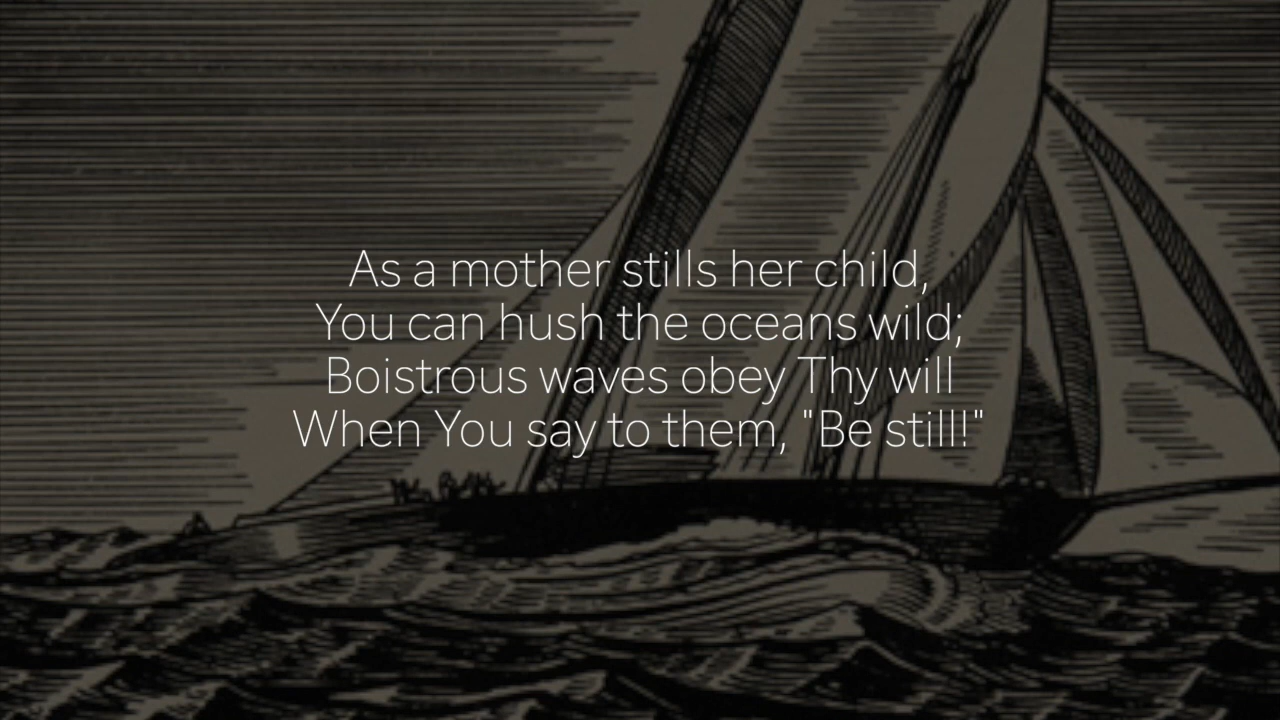 As a mother stills her child,
You can hush the oceans wild;
Boistrous waves obey Thy will
When You say to them, "Be still!"